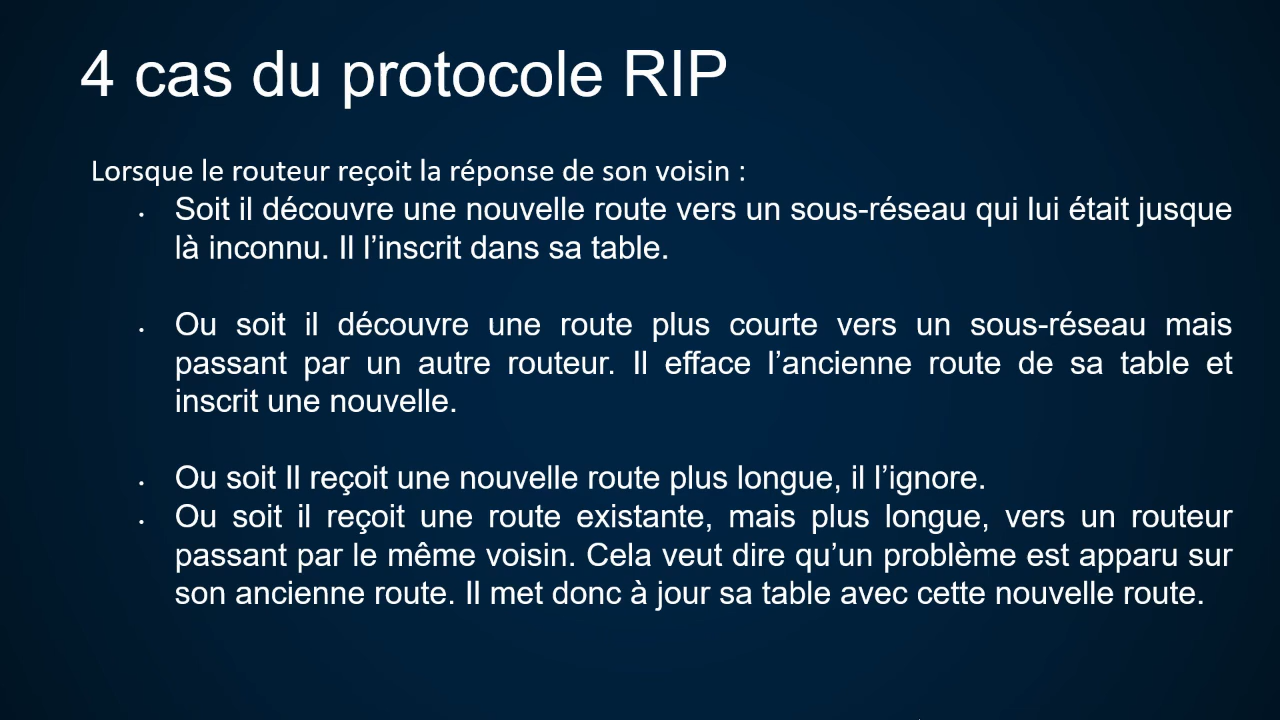 4 cas du protocole RIP
Lorsque le routeur reçoit la réponse de son voisin :
• Soit il découvre une nouvelle route vers un sous-réseau qui lui était jusque
là inconnu. Il l’inscrit dans sa table.
• Ou soit il découvre une route plus courte vers un sous-réseau mais
passant par un autre routeur. Il efface l’ancienne route de sa table et
inscrit une nouvelle.
• Ou soit Il reçoit une nouvelle route plus longue, il l’ignore.
• Ou soit il reçoit une route existante, mais plus longue, vers un routeur
passant par le même voisin. Cela veut dire qu’un problème est apparu sur
son ancienne route. Il met donc à jour sa table avec cette nouvelle route.